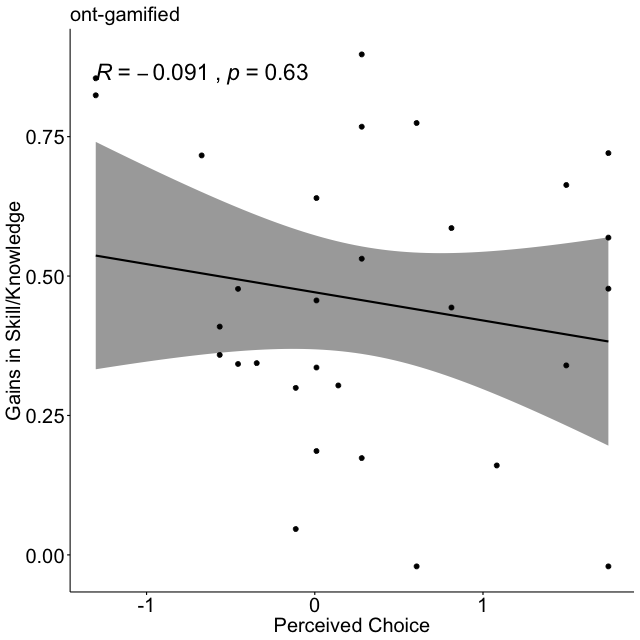 ont-gamified
R = −0.091 , p = 0.63
0.75
0.50
0.25
0.00
Gains in Skill/Knowledge
-1 0 1
Perceived Choice